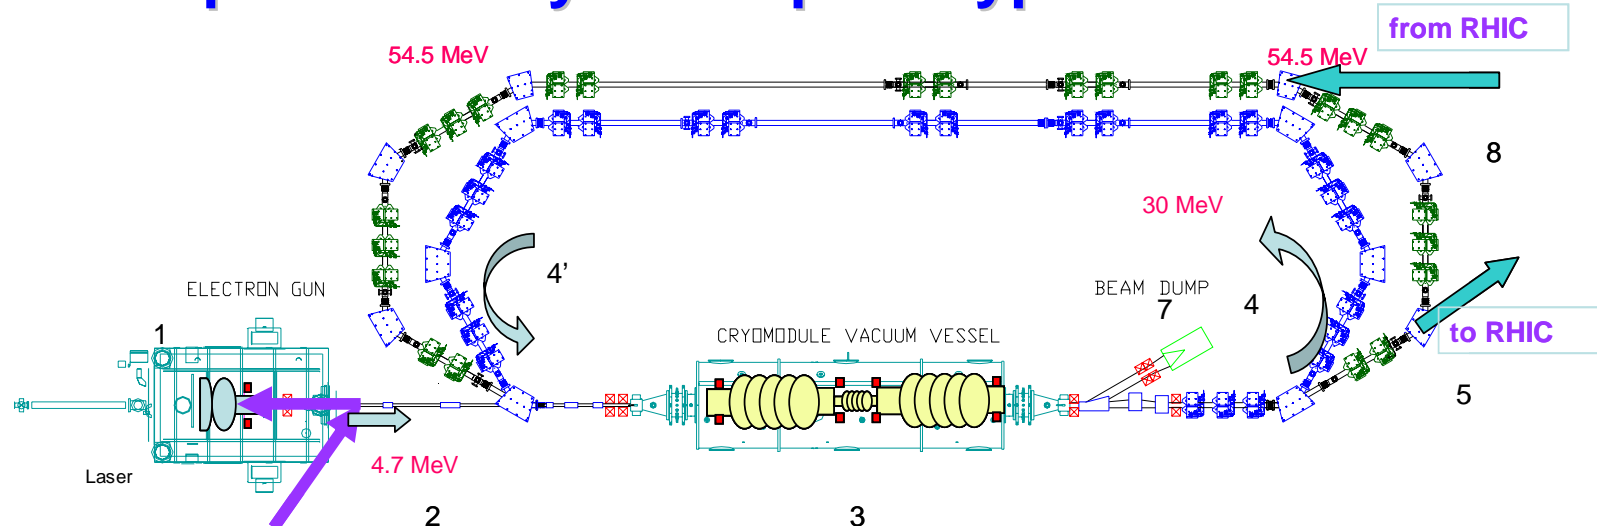 from RHIC
54.5 MeV
54.5 MeV
8
30 MeV
4’
ELECTRON GUN
BEAM DUMP
7
4
1
CRYOMODULE VACUUM VESSEL
to RHIC
5
4.7 MeV
Laser
2
3